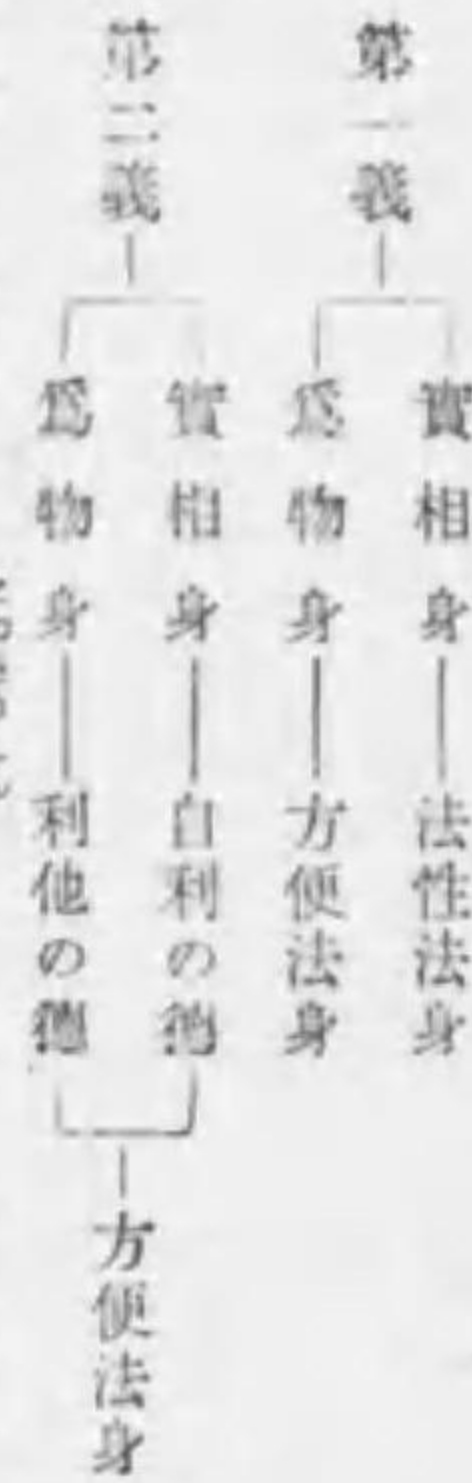 第一義
實相身 法性法身
爲物身 方便法身
第二義
實相身 自利の德
爲物身 利他の德
方便法身